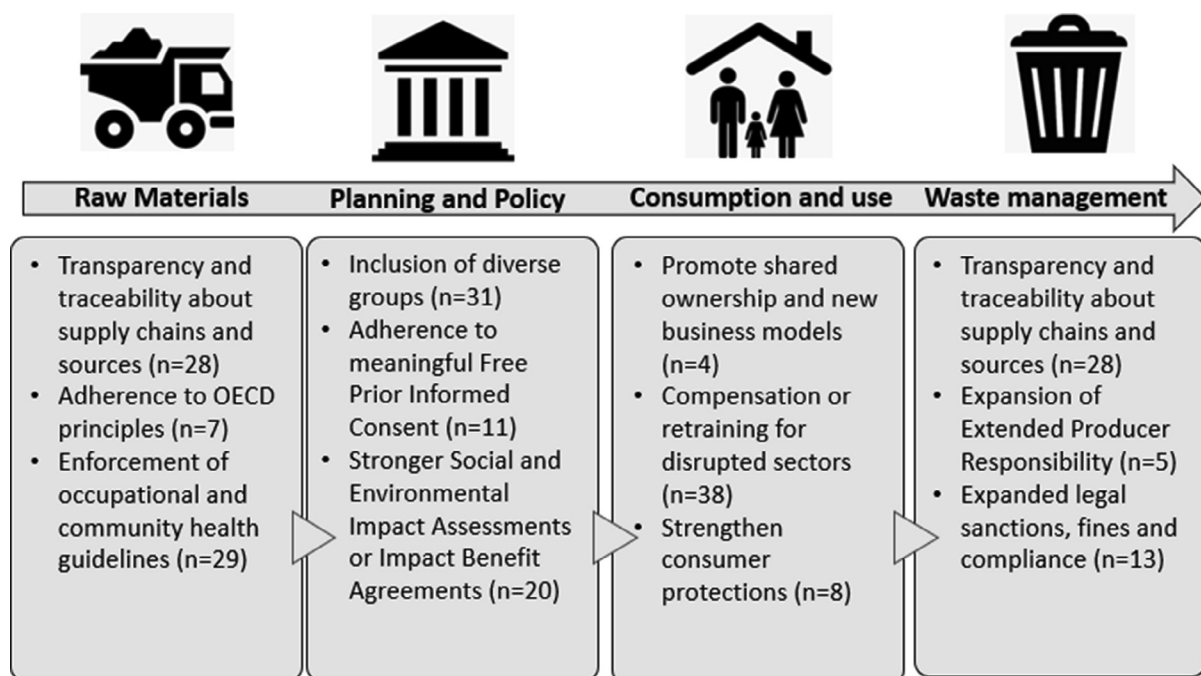 Raw Materials
Planning and Policy
Consumption and use
Waste management
• Transparency and
traceability about
supply chains and
sources (n=28)
• Adherence to OECD
principles (n=7)
• Enforcement of
occupational and
community health
guidelines (n=29)
• Inclusion of diverse
groups (n=31)
• Adherence to
meaningful Free
Prior Informed
Consent (n=11)
• Stronger Social and
Environmental
Impact Assessments
or Impact Benefit
Agreements (n=20)
• Promote shared
ownership and new
business models
(n=4)
• Compensation or
retraining for
disrupted sectors
(n=38)
• Strengthen
consumer
protections (n=8)
• Transparency and
traceability about
supply chains and
sources (n=28)
• Expansion of
Extended Producer
Responsibility (n=5)
• Expanded legal
sanctions, fines and
compliance (n=13)